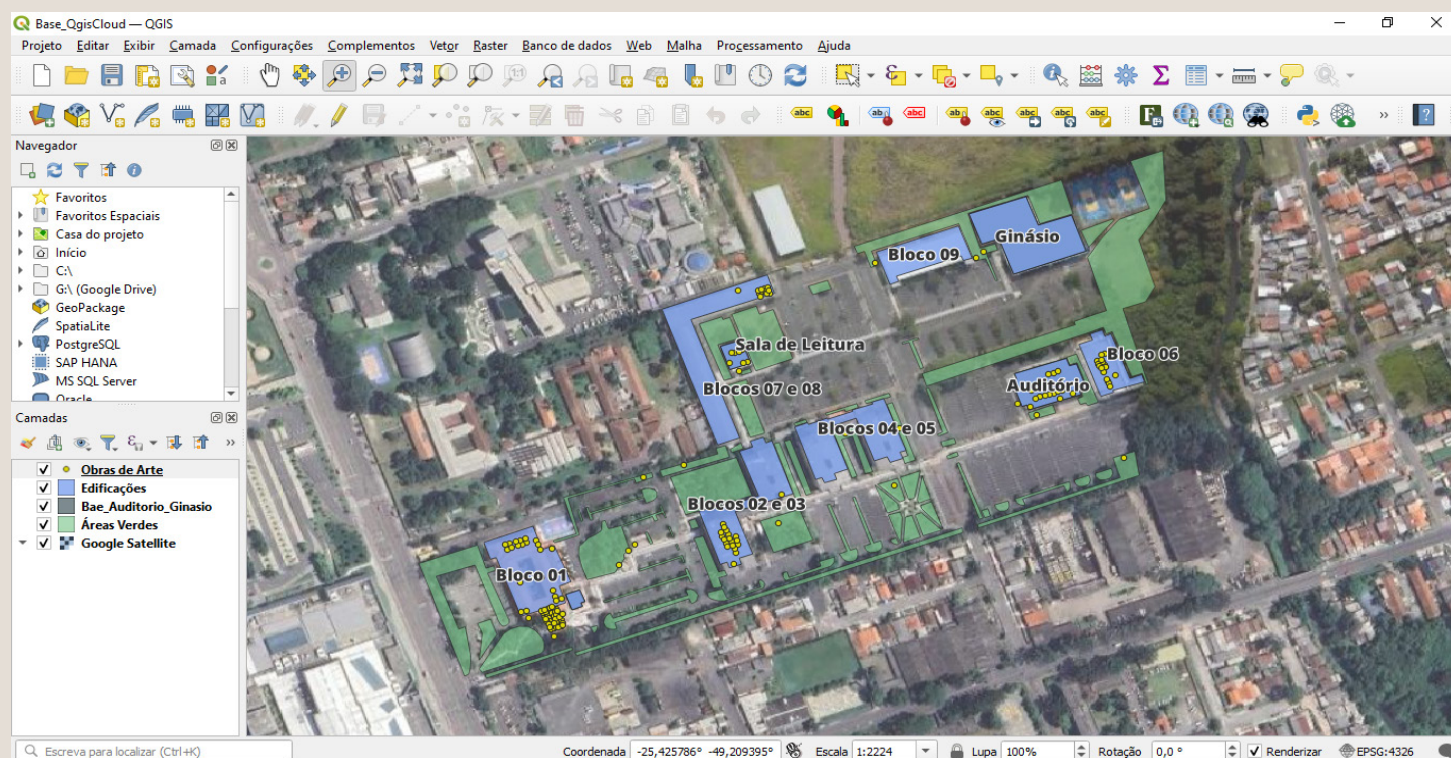 Base_QgisCloud — QGIS
Projeto Editar Exibir Camada Configurações Complementos Vetor Raster Banco de dados Web Malha Processamento Ajuda
Navegador
Favoritos
Favoritos Espaciais
Casa do projeto
Início
C:\
G:\ (Google Drive)
GeoPackage
SpatiaLite
PostgreSQL
SAP HANA
MS SQL Server
Oracle
Camadas
Obras de Arte
Edificações
Bae_Auditorio_Ginasio
Áreas Verdes
Google Satellite
Ginásio
Bloco 09
Sala de Leitura
Bloco 06
Blocos 07 e 08
Auditório
Blocos 04 e 05
Blocos 02 e 03
Bloco 01
Escreva para localizar (Ctrl+K) Coordenada -25,425786° -49,209395° Escala 1:2224 Lupa 100% Rotação 0,0 ° Renderizar EPSG:4326